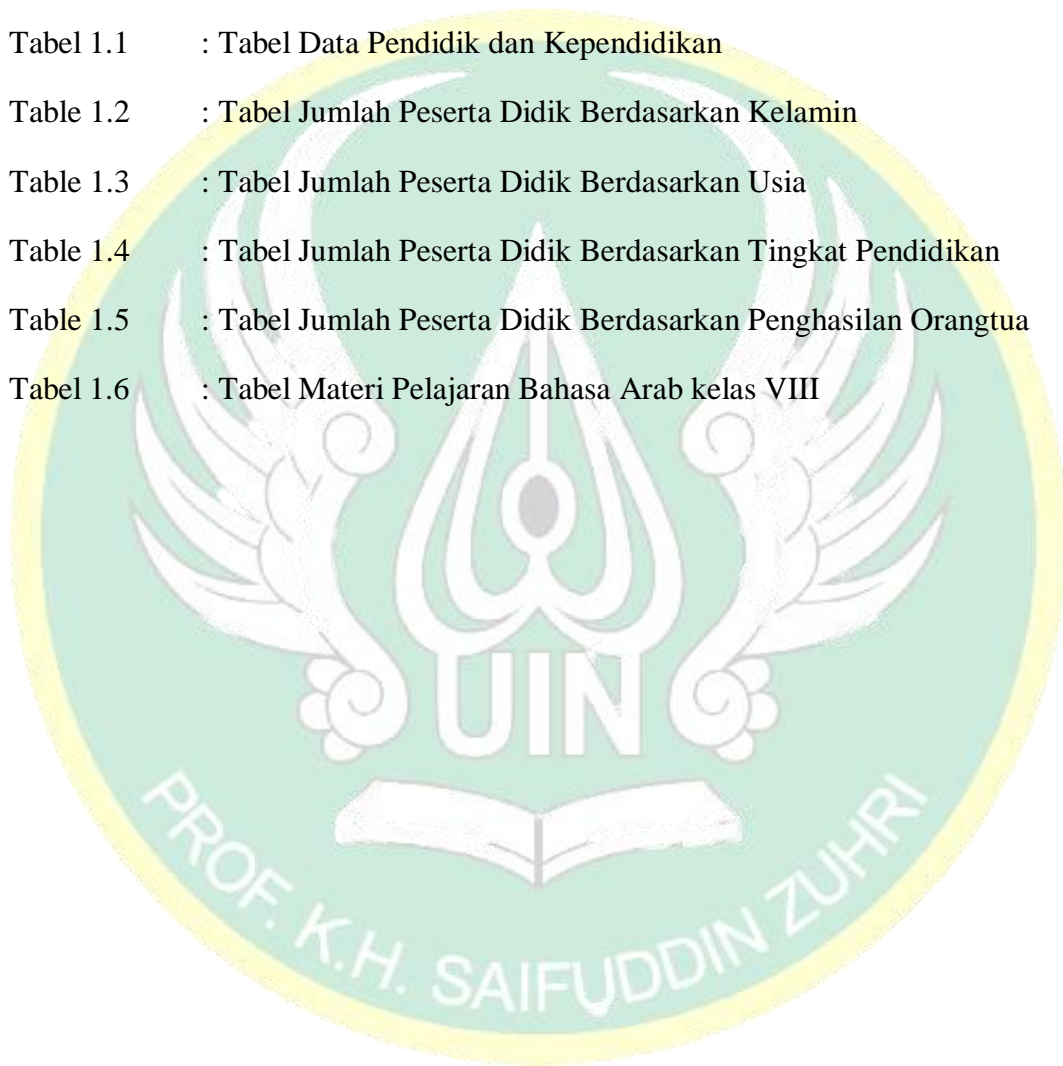 Tabel 1.1 : Tabel Data Pendidik dan Kependidikan
Table 1.2 : Tabel Jumlah Peserta Didik Berdasarkan Kelamin
Table 1.3 : Tabel Jumlah Peserta Didik Berdasarkan Usia
Table 1.4 : Tabel Jumlah Peserta Didik Berdasarkan Tingkat Pendidikan
Table 1.5 : Tabel Jumlah Peserta Didik Berdasarkan Penghasilan Orangtua
Tabel 1.6 : Tabel Materi Pelajaran Bahasa Arab kelas VIII
UIN
PROF. K.H. SAIFUDDIN ZUHRI